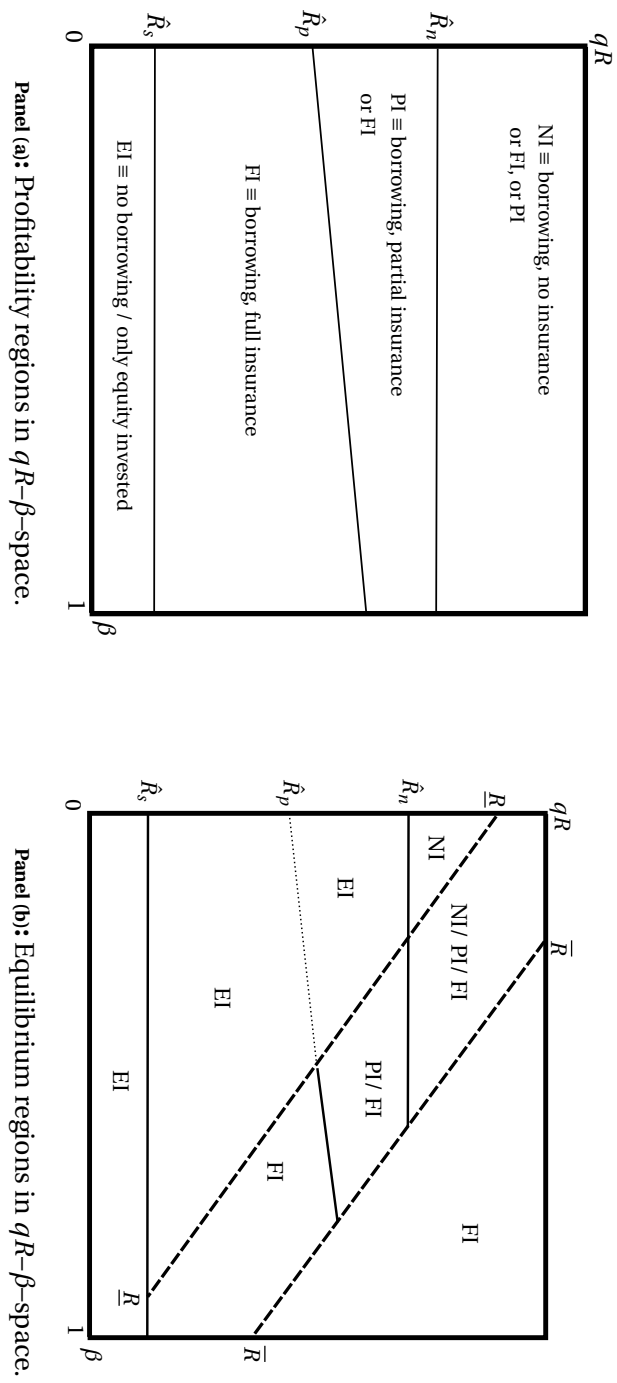 qR
R̂ₙ
R̂ₚ
R̂ₛ
0
1
β
NI ≡ borrowing, no insurance
or FI, or PI
PI ≡ borrowing, partial insurance
or FI
FI ≡ borrowing, full insurance
EI ≡ no borrowing / only equity invested
Panel (a): Profitability regions in qR–β–space.
qR
R̲
R̂ₙ
R̂ₚ
R̂ₛ
0
1
β
R̅
NI
NI/ PI/ FI
FI
EI
PI/ FI
EI
FI
EI
R̲
R̅
Panel (b): Equilibrium regions in qR–β–space.